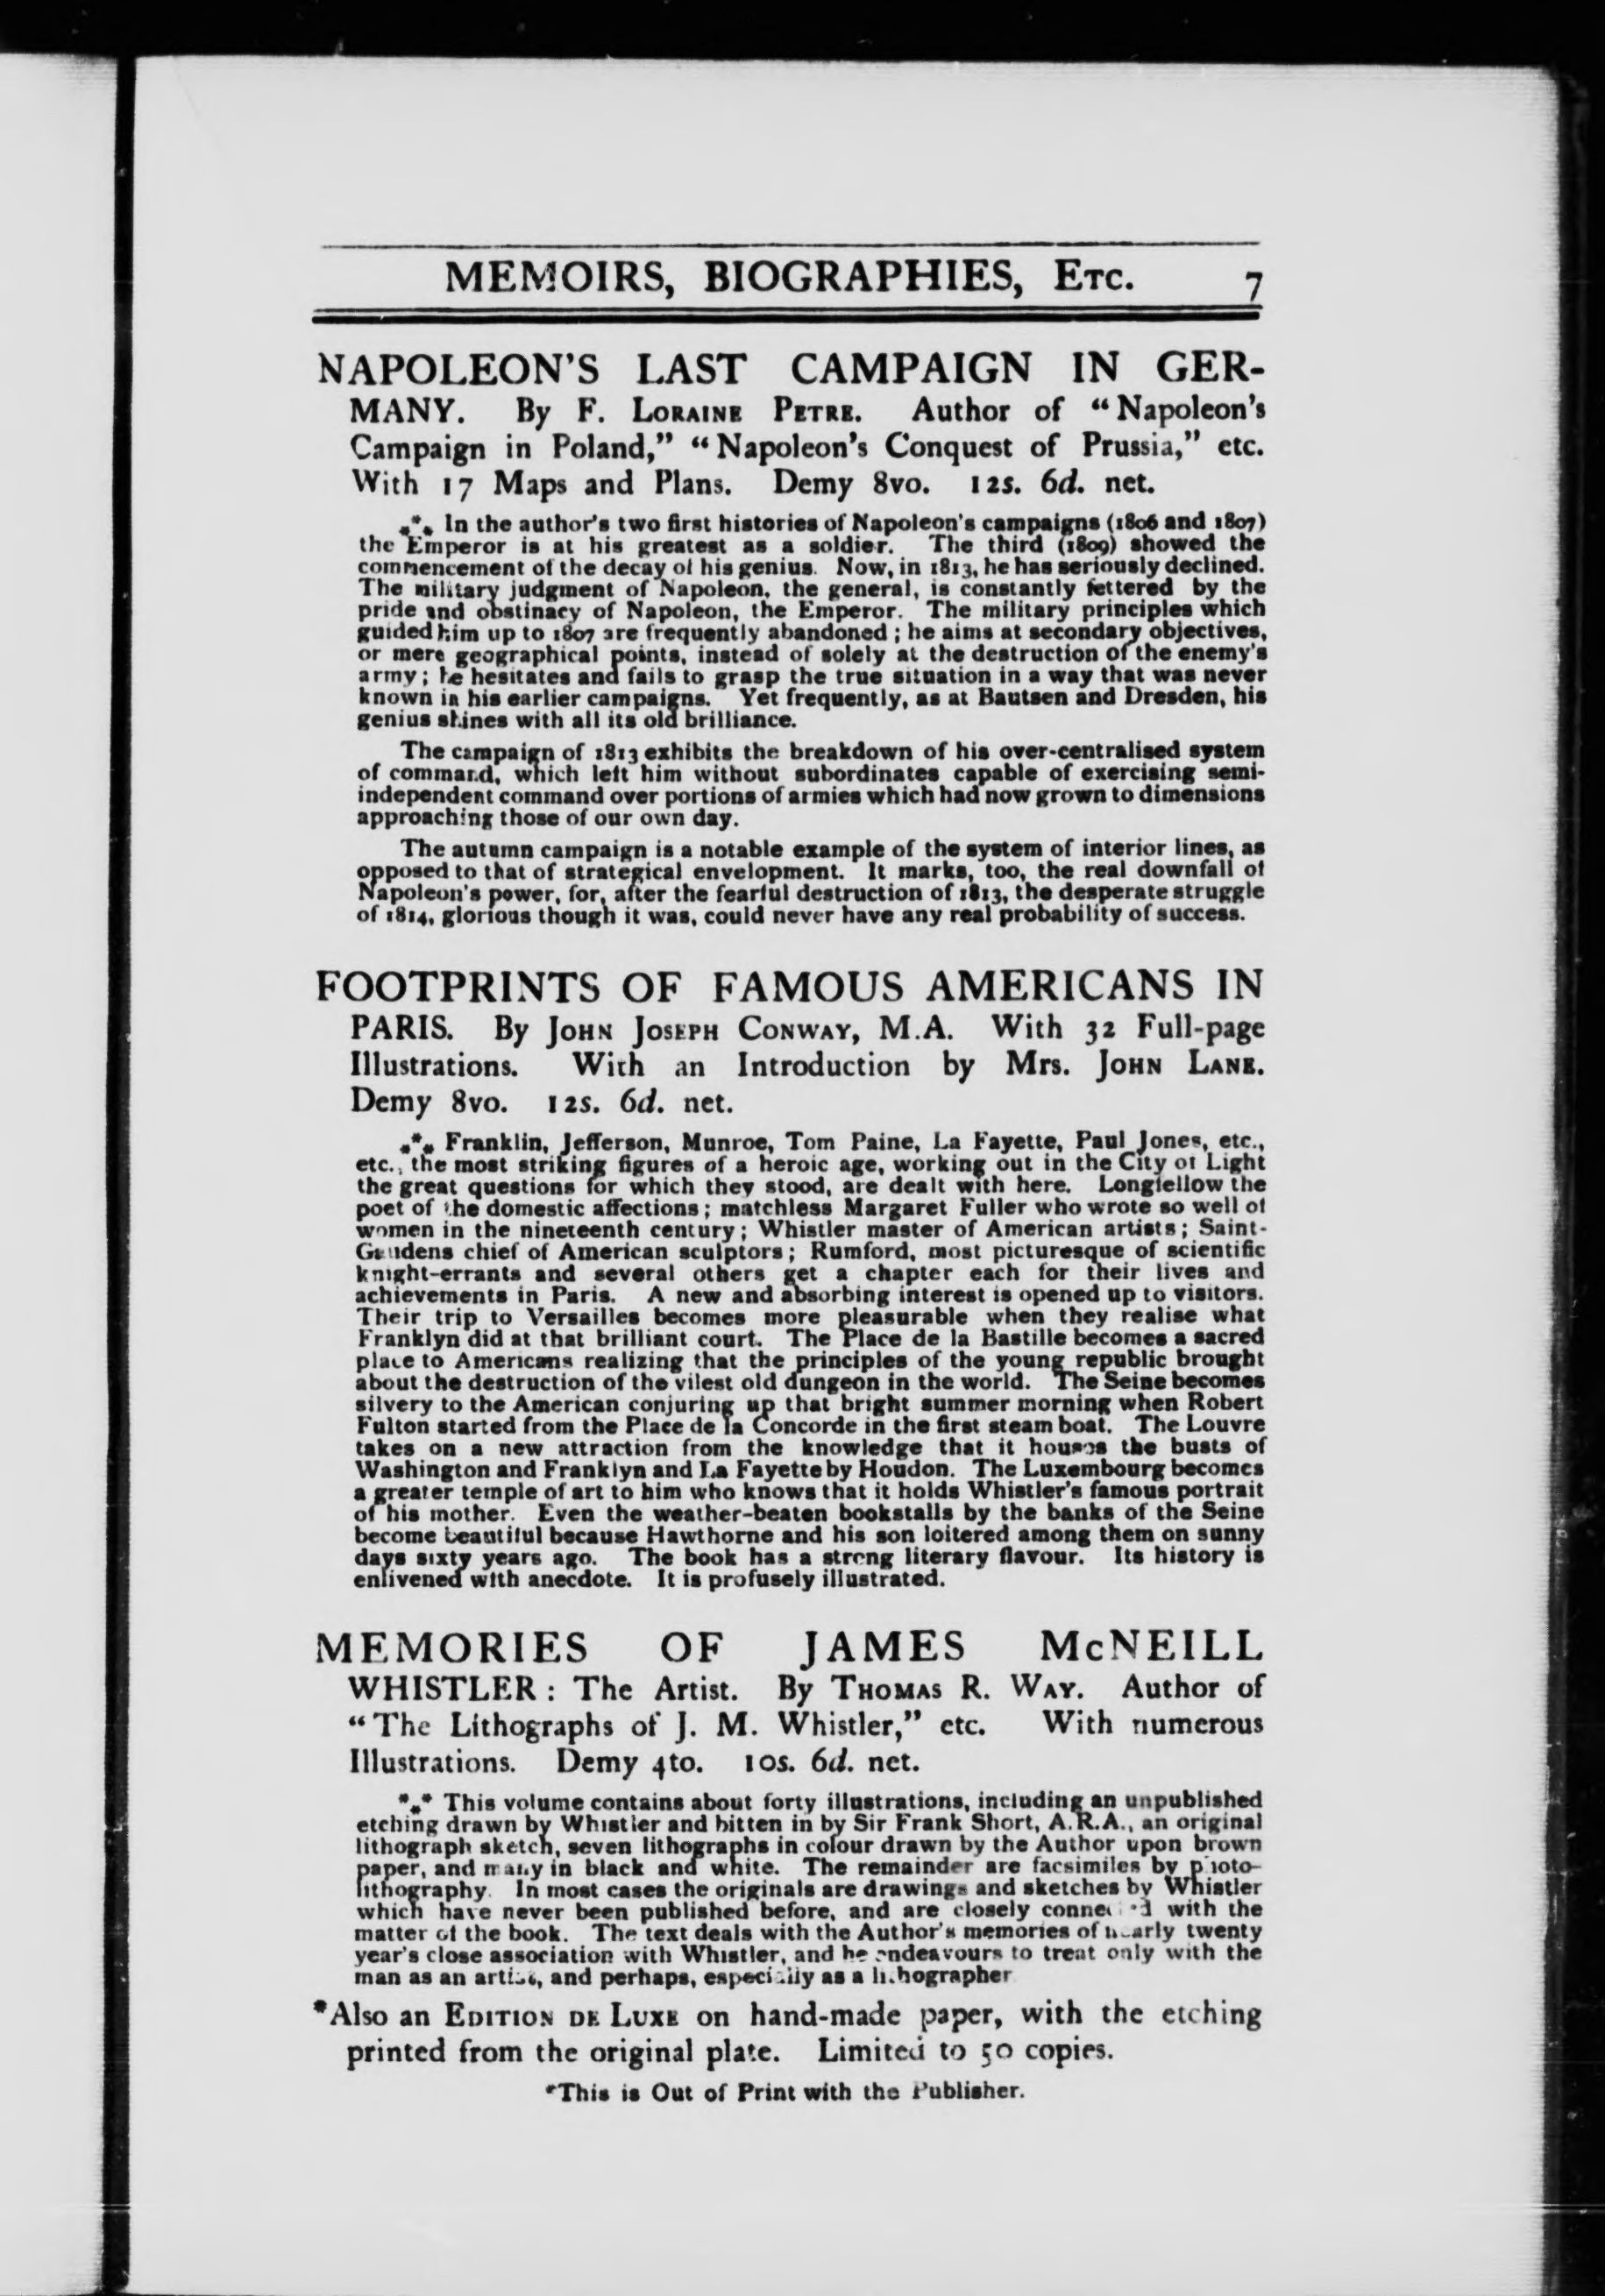 MEMOIRS, BIOGRAPHIES, ETC. 7
NAPOLEON'S LAST CAMPAIGN IN GER-
MANY. By F. LORAINE PETRE. Author of “Napoleon's
Campaign in Poland,” “Napoleon's Conquest of Prussia,” etc.
With 17 Maps and Plans. Demy 8vo. 12s. 6d. net.
⁂ In the author's two first histories of Napoleon's campaigns (1806 and 1807)
the Emperor is at his greatest as a soldier. The third (1809) showed the
commencement of the decay of his genius. Now, in 1813, he has seriously declined.
The military judgment of Napoleon, the general, is constantly fettered by the
pride and obstinacy of Napoleon, the Emperor. The military principles which
guided him up to 1807 are frequently abandoned; he aims at secondary objectives,
or mere geographical points, instead of solely at the destruction of the enemy's
army; he hesitates and fails to grasp the true situation in a way that was never
known in his earlier campaigns. Yet frequently, as at Bautsen and Dresden, his
genius shines with all its old brilliance.
The campaign of 1813 exhibits the breakdown of his over-centralised system
of command, which left him without subordinates capable of exercising semi-
independent command over portions of armies which had now grown to dimensions
approaching those of our own day.
The autumn campaign is a notable example of the system of interior lines, as
opposed to that of strategical envelopment. It marks, too, the real downfall of
Napoleon's power, for, after the fearful destruction of 1813, the desperate struggle
of 1814, glorious though it was, could never have any real probability of success.
FOOTPRINTS OF FAMOUS AMERICANS IN
PARIS. By JOHN JOSEPH CONWAY, M.A. With 32 Full-page
Illustrations. With an Introduction by Mrs. JOHN LANE.
Demy 8vo. 12s. 6d. net.
⁂ Franklin, Jefferson, Munroe, Tom Paine, La Fayette, Paul Jones, etc.,
etc., the most striking figures of a heroic age, working out in the City of Light
the great questions for which they stood, are dealt with here. Longfellow the
poet of the domestic affections; matchless Margaret Fuller who wrote so well of
women in the nineteenth century; Whistler master of American artists; Saint-
Gaudens chief of American sculptors; Rumford, most picturesque of scientific
knight-errants and several others get a chapter each for their lives and
achievements in Paris. A new and absorbing interest is opened up to visitors.
Their trip to Versailles becomes more pleasurable when they realise what
Franklyn did at that brilliant court. The Place de la Bastille becomes a sacred
place to Americans realizing that the principles of the young republic brought
about the destruction of the vilest old dungeon in the world. The Seine becomes
silvery to the American conjuring up that bright summer morning when Robert
Fulton started from the Place de la Concorde in the first steam boat. The Louvre
takes on a new attraction from the knowledge that it houses the busts of
Washington and Franklyn and La Fayette by Houdon. The Luxembourg becomes
a greater temple of art to him who knows that it holds Whistler's famous portrait
of his mother. Even the weather-beaten bookstalls by the banks of the Seine
become beautiful because Hawthorne and his son loitered among them on sunny
days sixty years ago. The book has a strong literary flavour. Its history is
enlivened with anecdote. It is profusely illustrated.
MEMORIES OF JAMES McNEILL
WHISTLER: The Artist. By THOMAS R. WAY. Author of
“The Lithographs of J. M. Whistler,” etc. With numerous
Illustrations. Demy 4to. 10s. 6d. net.
*⁎* This volume contains about forty illustrations, including an unpublished
etching drawn by Whistler and bitten in by Sir Frank Short, A.R.A., an original
lithograph sketch, seven lithographs in colour drawn by the Author upon brown
paper, and many in black and white. The remainder are facsimiles by photo-
lithography. In most cases the originals are drawings and sketches by Whistler
which have never been published before, and are closely connected with the
matter of the book. The text deals with the Author's memories of nearly twenty
year's close association with Whistler, and he endeavours to treat only with the
man as an artist, and perhaps, especially as a lithographer
*Also an EDITION DE LUXE on hand-made paper, with the etching
printed from the original plate. Limited to 50 copies.
*This is Out of Print with the Publisher.